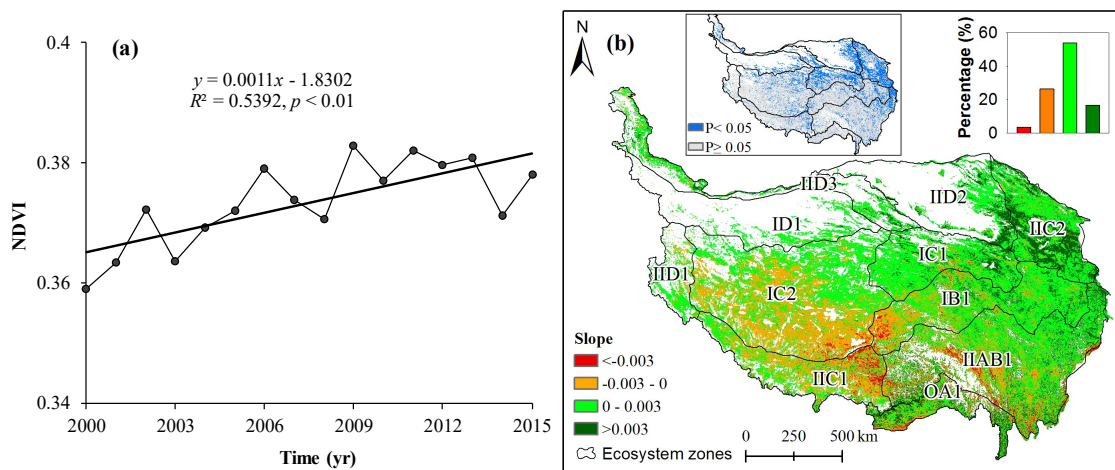 (a)
y = 0.0011x - 1.8302
R² = 0.5392, p < 0.01
NDVI
0.4
0.38
0.36
0.34
2000 2003 2006 2009 2012 2015
Time (yr)
(b)
N
P< 0.05
P≥ 0.05
Percentage (%)
60
40
20
0
IID3
IID2
ID1
IIC2
IID1
IC1
IC2
IB1
IIAB1
IIC1
OA1
Slope
<-0.003
-0.003 - 0
0 - 0.003
>0.003
Ecosystem zones
0 250 500 km